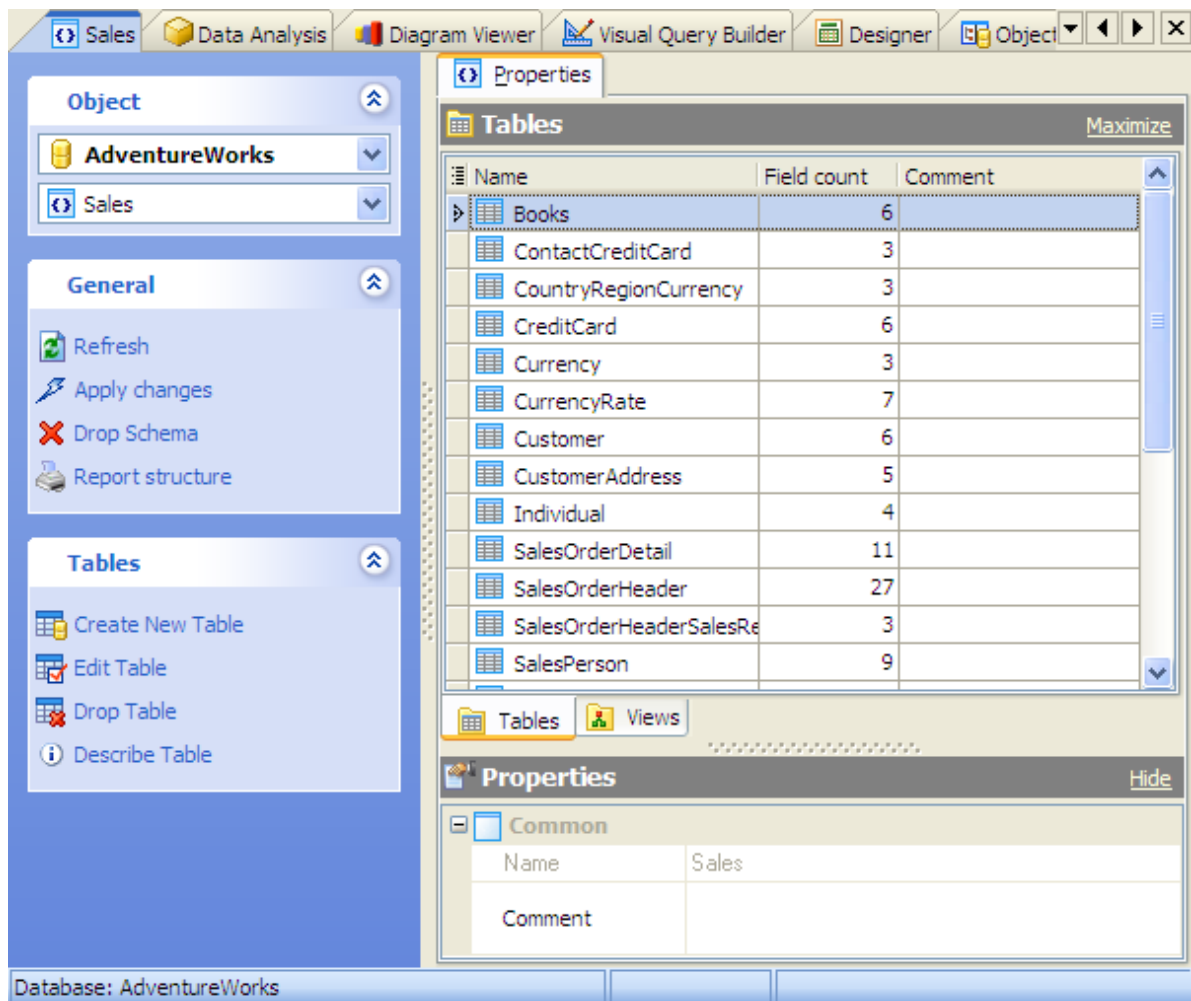 Sales Data Analysis Diagram Viewer Visual Query Builder Designer Object
Object
AdventureWorks
Sales
General
Refresh
Apply changes
Drop Schema
Report structure
Tables
Create New Table
Edit Table
Drop Table
Describe Table
Properties
Tables Maximize
Name Field count Comment
Books 6
ContactCreditCard 3
CountryRegionCurrency 3
CreditCard 6
Currency 3
CurrencyRate 7
Customer 6
CustomerAddress 5
Individual 4
SalesOrderDetail 11
SalesOrderHeader 27
SalesOrderHeaderSalesRe 3
SalesPerson 9
Tables Views
Properties Hide
Common
Name Sales
Comment
Database: AdventureWorks